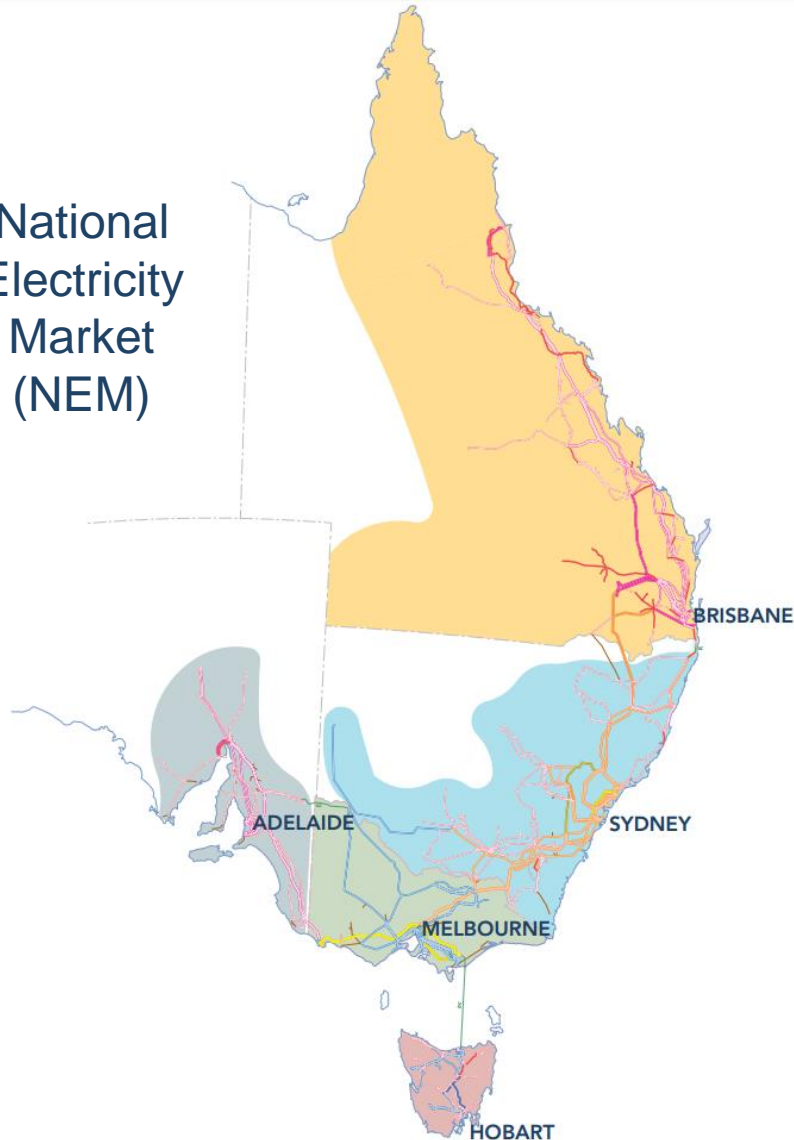 National
Electricity
Market
(NEM)
BRISBANE
ADELAIDE
SYDNEY
MELBOURNE
HOBART